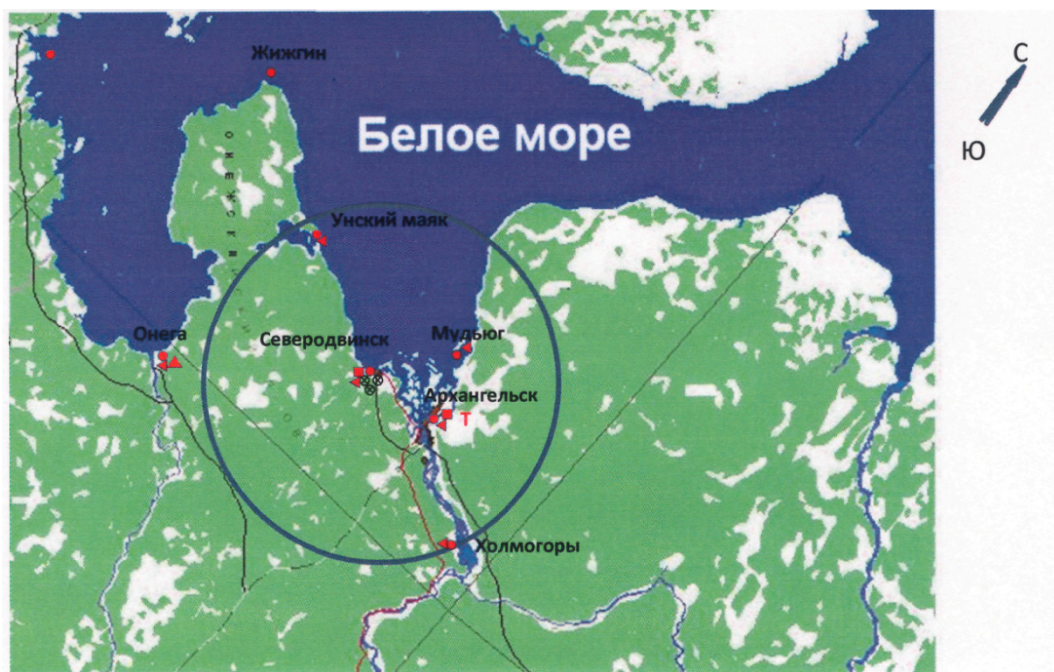 Жижгин
С
Белое море
Ю
Унский маяк
Онега
Северодвинск
Мудьюг
Архангельск
Т
Холмогоры